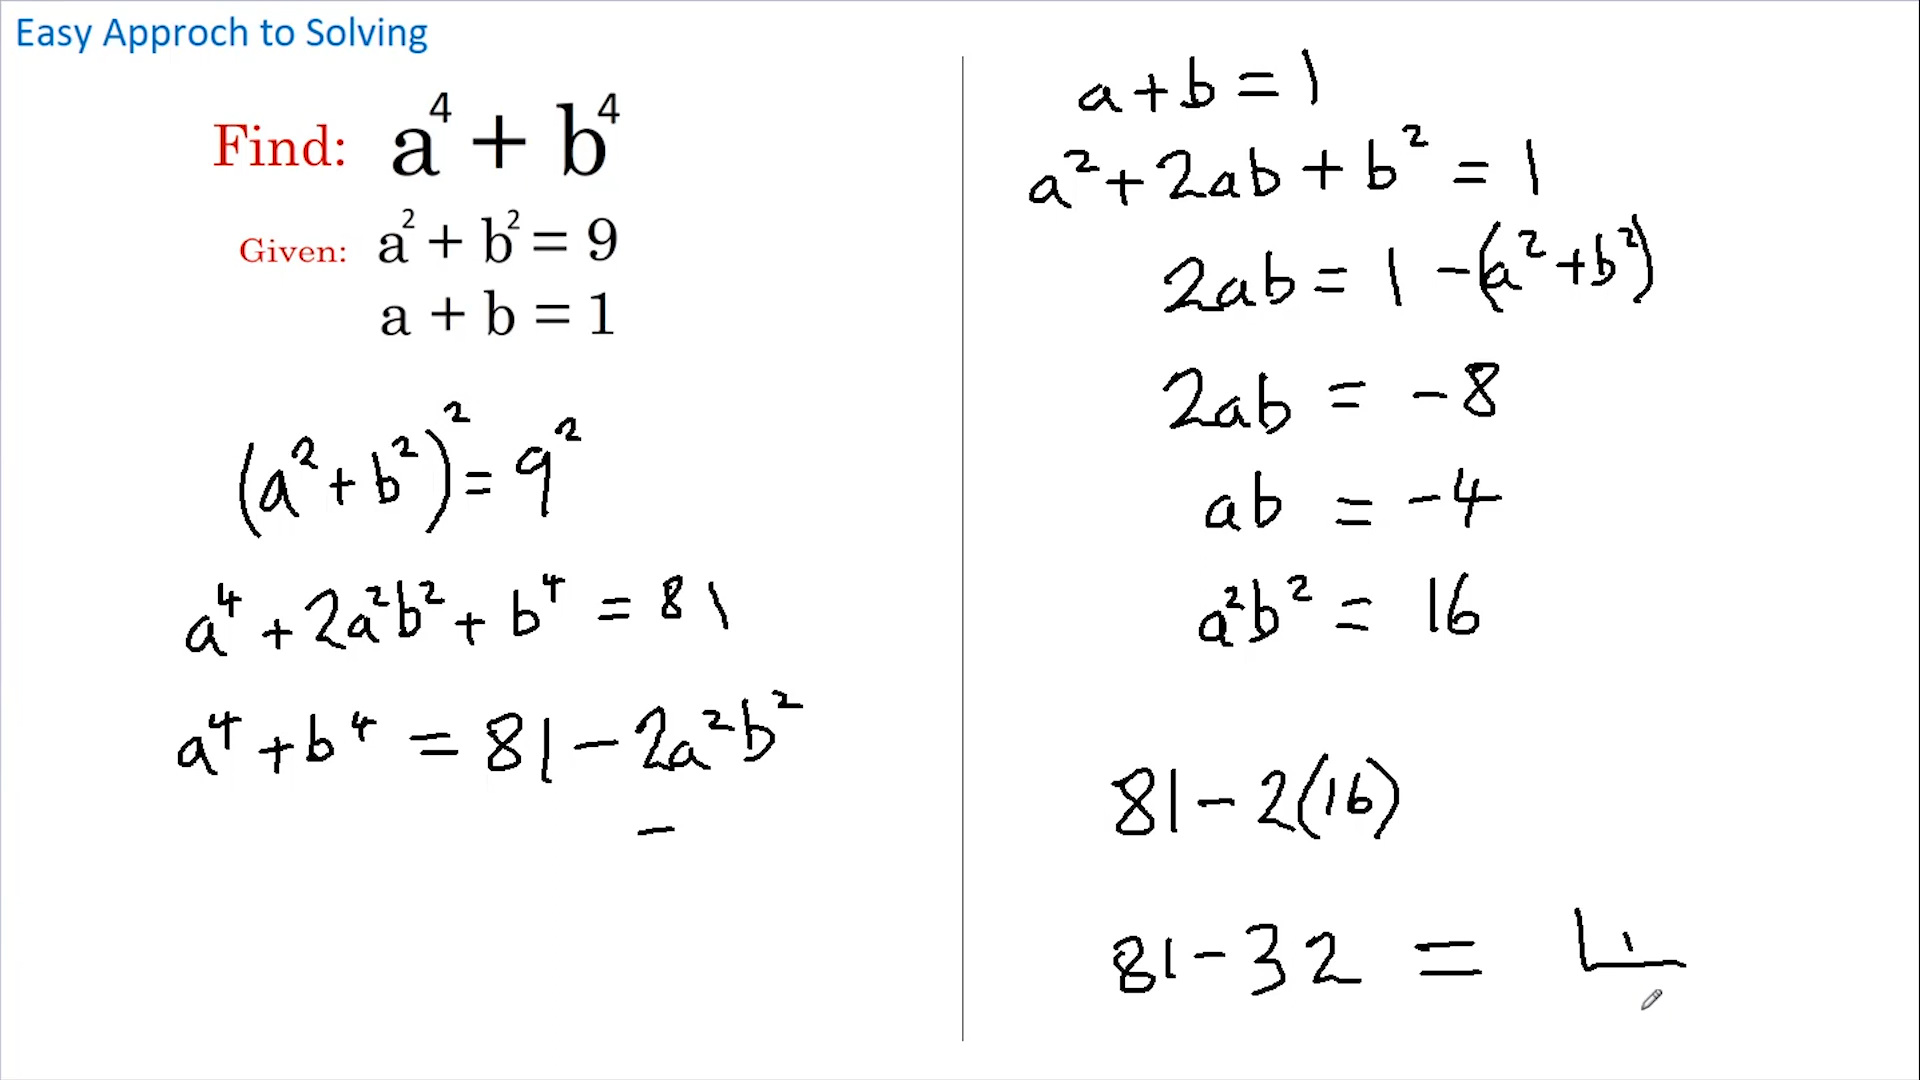 Easy Approch to Solving
Find: a⁴ + b⁴
Given: a² + b² = 9
a + b = 1
(a² + b²)² = 9²
a⁴ + 2a²b² + b⁴ = 81
a⁴ + b⁴ = 81 − 2a²b²
−
a + b = 1
a² + 2ab + b² = 1
2ab = 1 − (a² + b²)
2ab = −8
ab = −4
a²b² = 16
81 − 2(16)
81 − 32 =